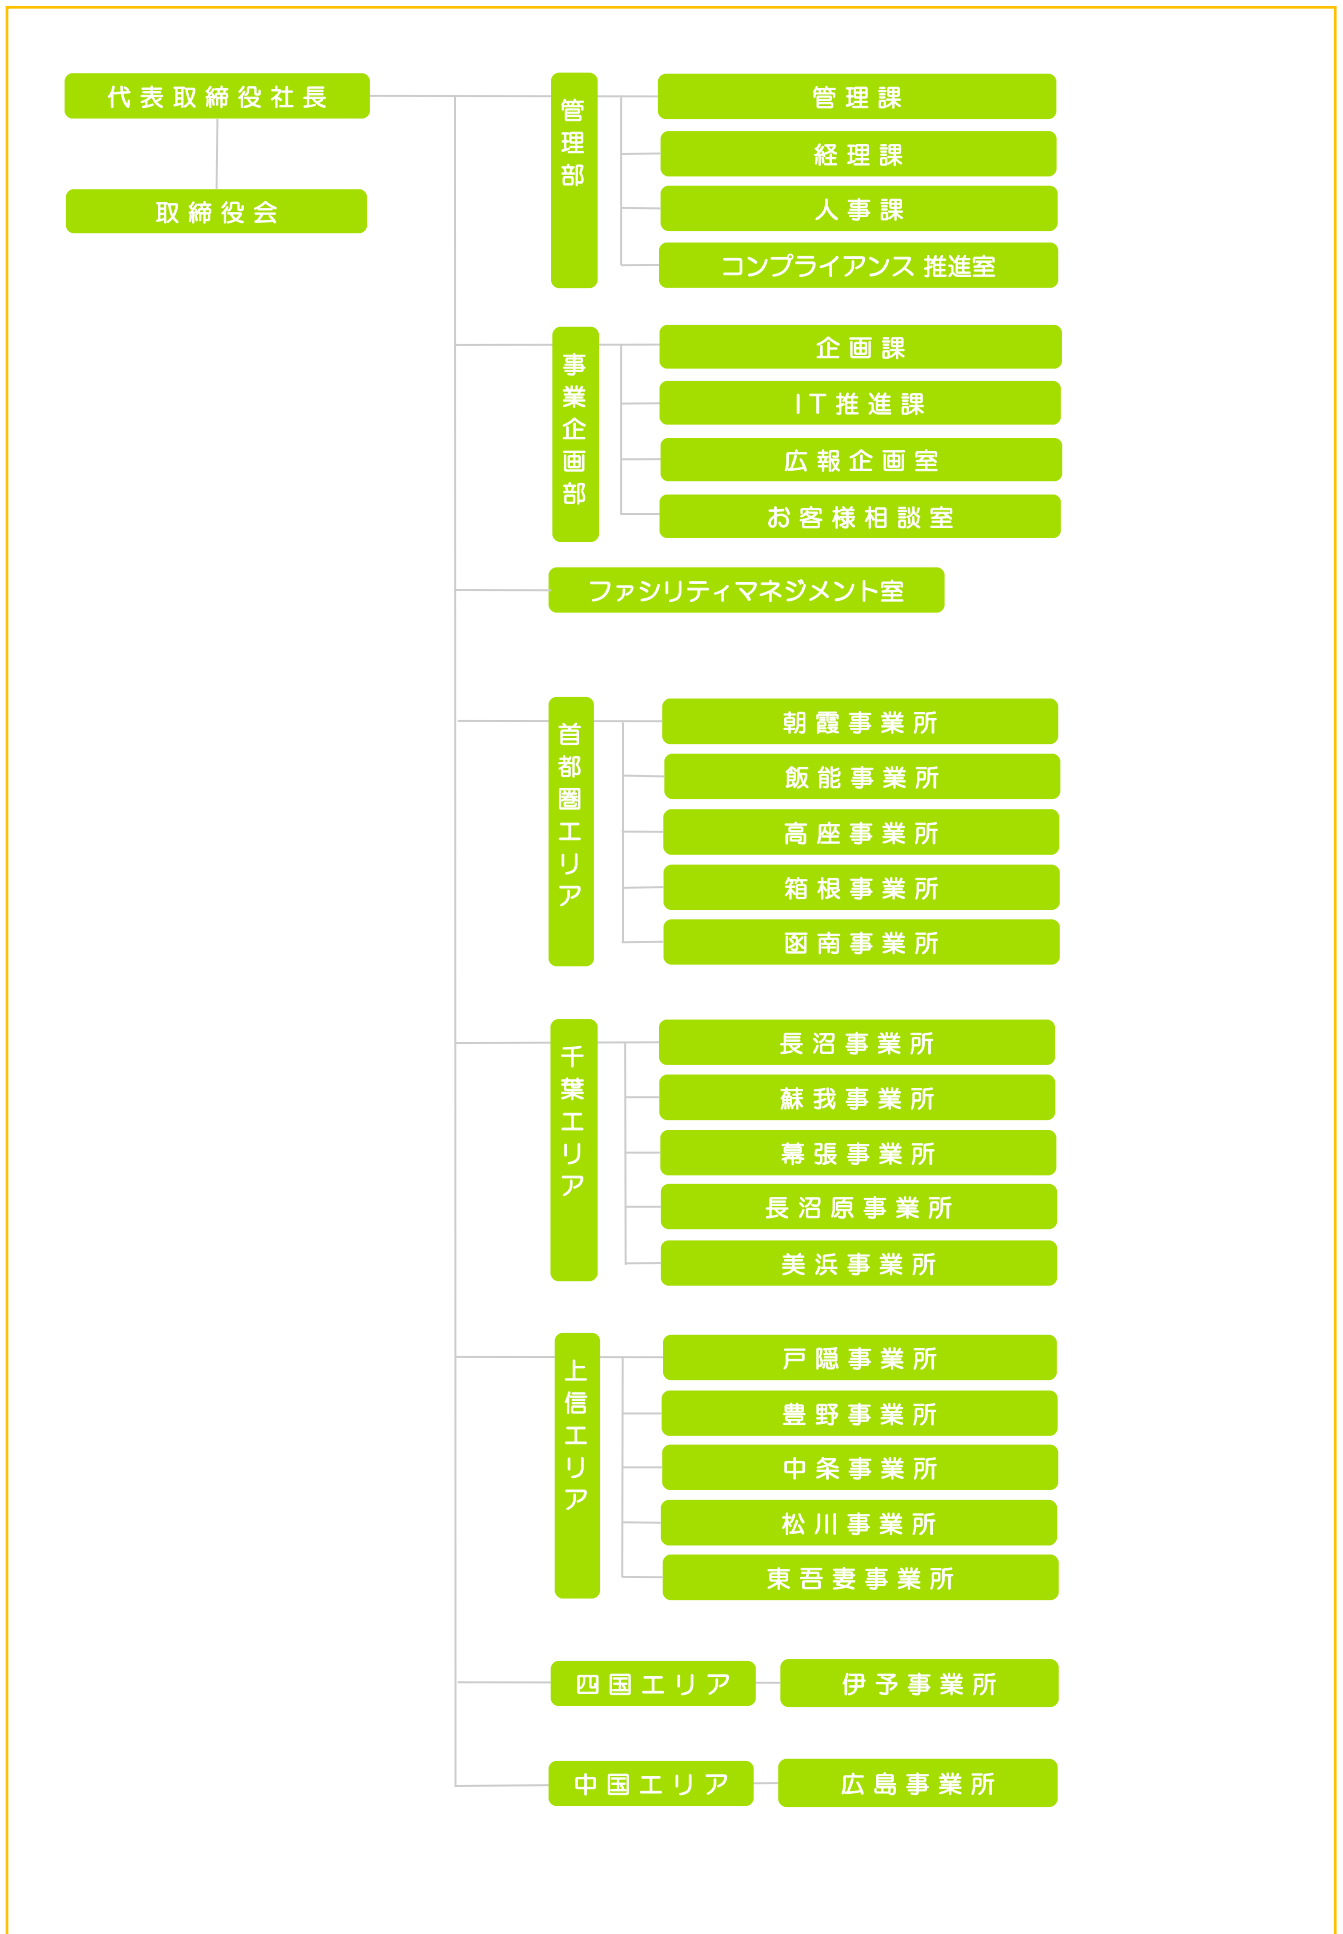 代表取締役社長
取締役会
管理部
管理課
経理課
人事課
コンプライアンス 推進室
事業企画部
企画課
IT推進課
広報企画室
お客様相談室
ファシリティマネジメント室
首都圏エリア
朝霞事業所
飯能事業所
高座事業所
箱根事業所
函南事業所
千葉エリア
長沼事業所
蘇我事業所
幕張事業所
長沼原事業所
美浜事業所
上信エリア
戸隠事業所
豊野事業所
中条事業所
松川事業所
東吾妻事業所
四国エリア
伊予事業所
中国エリア
広島事業所